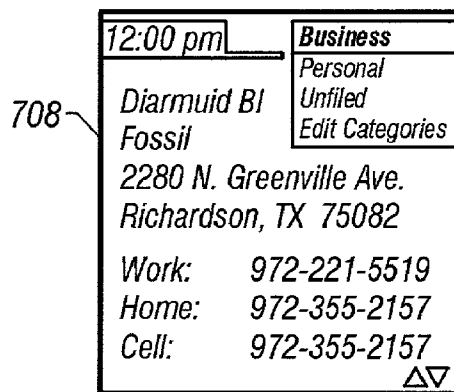 12:00 pm
Business
Personal
Unfiled
Edit Categories
708
Diarmuid Bl
Fossil
2280 N. Greenville Ave.
Richardson, TX 75082
Work: 972-221-5519
Home: 972-355-2157
Cell: 972-355-2157